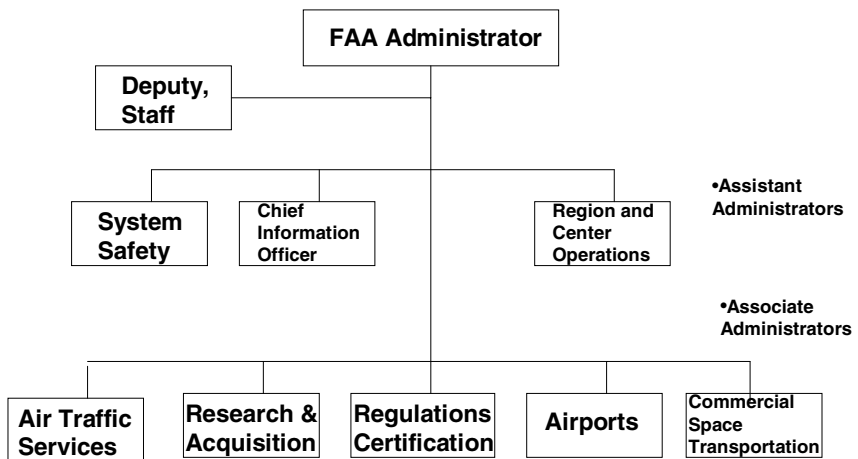 FAA Administrator
Deputy,
Staff
System
Safety
Chief
Information
Officer
Region and
Center
Operations
•Assistant
Administrators
•Associate
Administrators
Air Traffic
Services
Research &
Acquisition
Regulations
Certification
Airports
Commercial
Space
Transportation